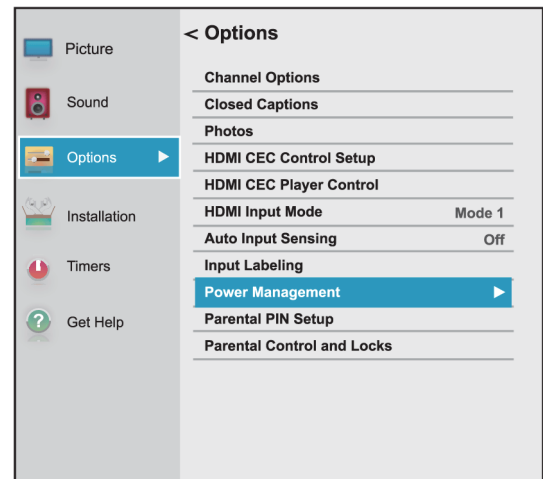 Picture
Sound
Options
Installation
Timers
Get Help
< Options
Channel Options
Closed Captions
Photos
HDMI CEC Control Setup
HDMI CEC Player Control
HDMI Input Mode Mode 1
Auto Input Sensing Off
Input Labeling
Power Management
Parental PIN Setup
Parental Control and Locks